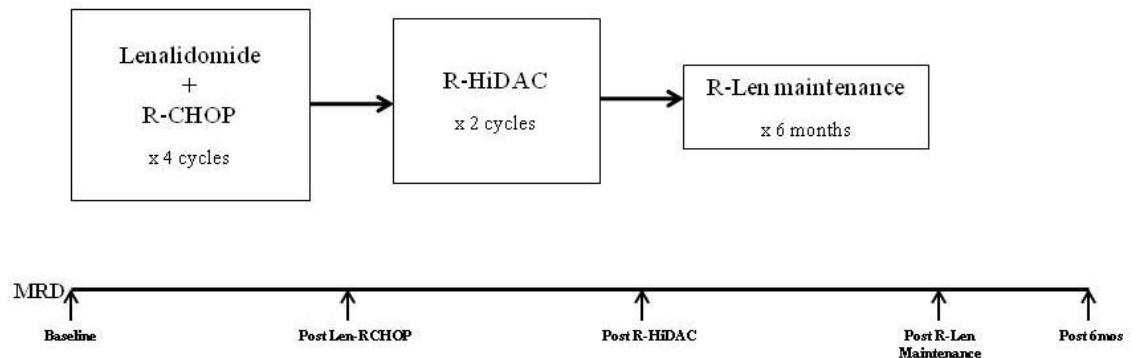 Lenalidomide
+
R-CHOP
x 4 cycles
R-HiDAC
x 2 cycles
R-Len maintenance
x 6 months
MRD
Baseline
Post Len-RCHOP
Post R-HiDAC
Post R-Len
Maintenance
Post 6mos